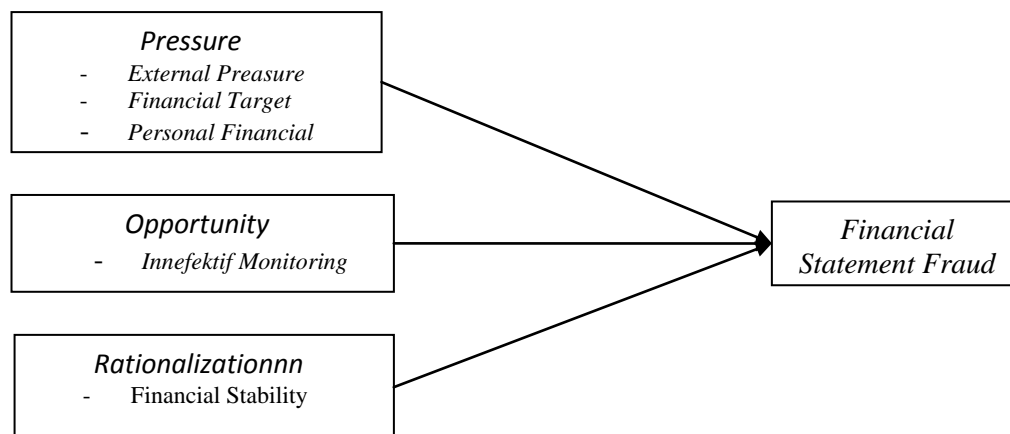 Pressure
- External Preasure
- Financial Target
- Personal Financial
Opportunity
- Innefektif Monitoring
Rationalizationnn
- Financial Stability
Financial
Statement Fraud